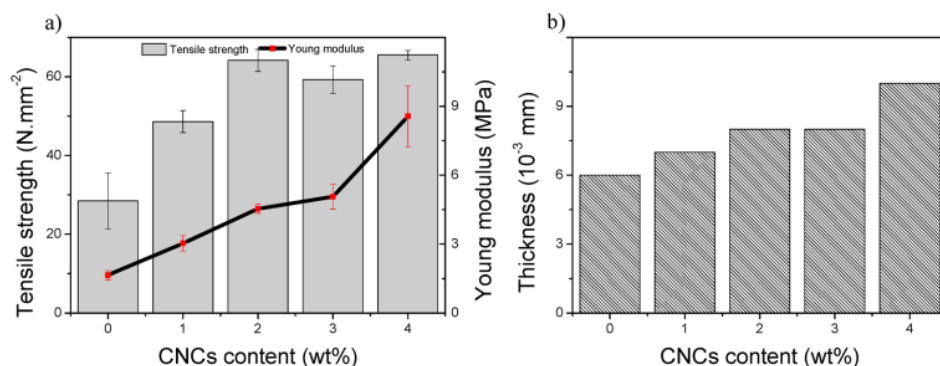 a)
Tensile strength
Young modulus
Tensile strength (N.mm⁻²)
60
40
20
0
Young modulus (MPa)
9
6
3
0
0 1 2 3 4
CNCs content (wt%)
b)
Thickness (10⁻³ mm)
9
6
3
0
0 1 2 3 4
CNCs content (wt%)